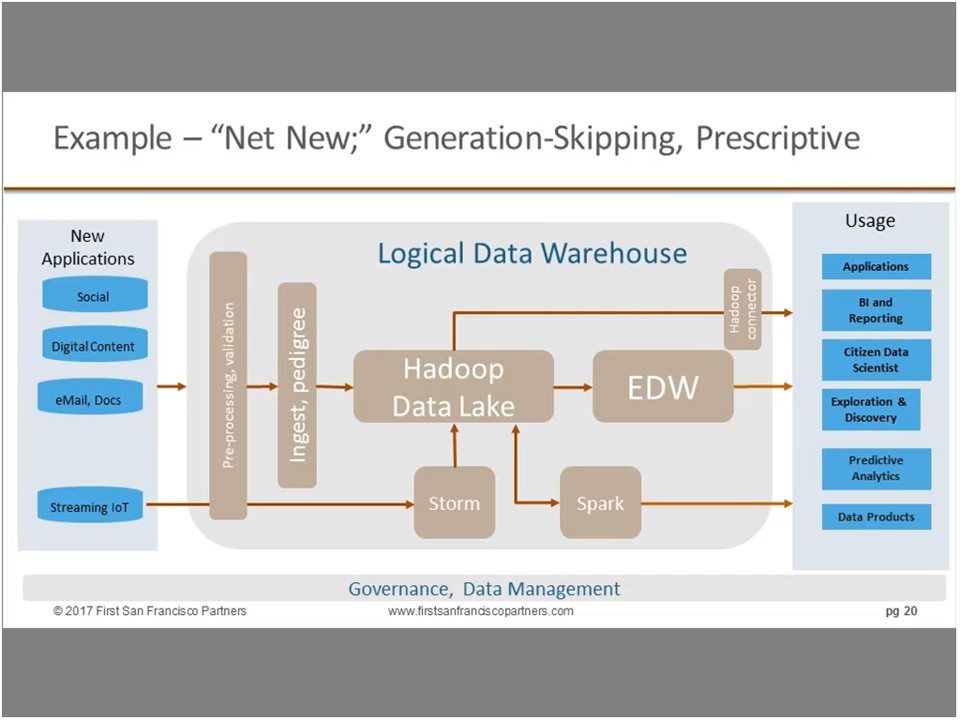 Example – “Net New;” Generation-Skipping, Prescriptive
New
Applications
Social
Digital Content
eMail, Docs
Streaming IoT
Logical Data Warehouse
Pre-processing, validation
Ingest, pedigree
Hadoop
Data Lake
EDW
Hadoop
connector
Storm
Spark
Usage
Applications
BI and
Reporting
Citizen Data
Scientist
Exploration &
Discovery
Predictive
Analytics
Data Products
Governance,  Data Management
© 2017 First San Francisco Partners
www.firstsanfranciscopartners.com
pg 20